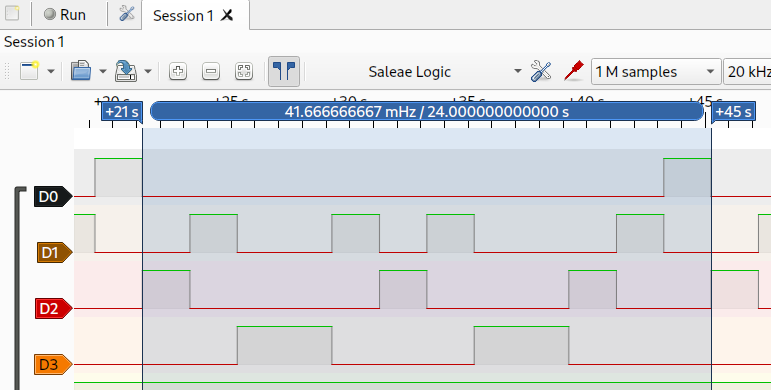 Run
Session 1 X
Session 1
Saleae Logic
1 M samples
20 kHz
+20 s +25 s +30 s +35 s +40 s +45 s
+21 s
41.666666667 mHz / 24.000000000000 s
+45 s
D0
D1
D2
D3